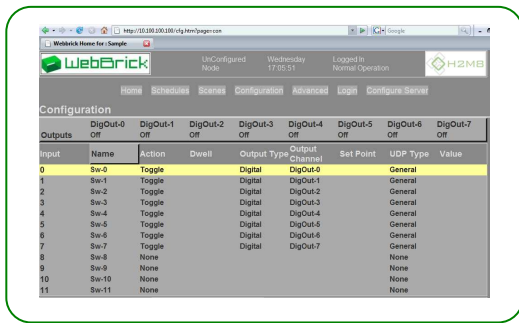 http://10.100.100.100/cfg.htm?page=con
Google
Webbrick Home for : Sample
WebBrick
UnConfigured Node
Wednesday 17:05:51
Logged In Normal Operation
H2MB
Home Schedules Scenes Configuration Advanced Login Configure Server
Configuration
Outputs DigOut-0 Off DigOut-1 Off DigOut-2 Off DigOut-3 Off DigOut-4 Off DigOut-5 Off DigOut-6 Off DigOut-7 Off
Input Name Action Dwell Output Type Output Channel Set Point UDP Type Value
0 Sw-0 Toggle Digital DigOut-0 General
1 Sw-1 Toggle Digital DigOut-1 General
2 Sw-2 Toggle Digital DigOut-2 General
3 Sw-3 Toggle Digital DigOut-3 General
4 Sw-4 Toggle Digital DigOut-4 General
5 Sw-5 Toggle Digital DigOut-5 General
6 Sw-6 Toggle Digital DigOut-6 General
7 Sw-7 Toggle Digital DigOut-7 General
8 Sw-8 None None
9 Sw-9 None None
10 Sw-10 None None
11 Sw-11 None None